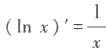 ( ln x )′ = 1/x